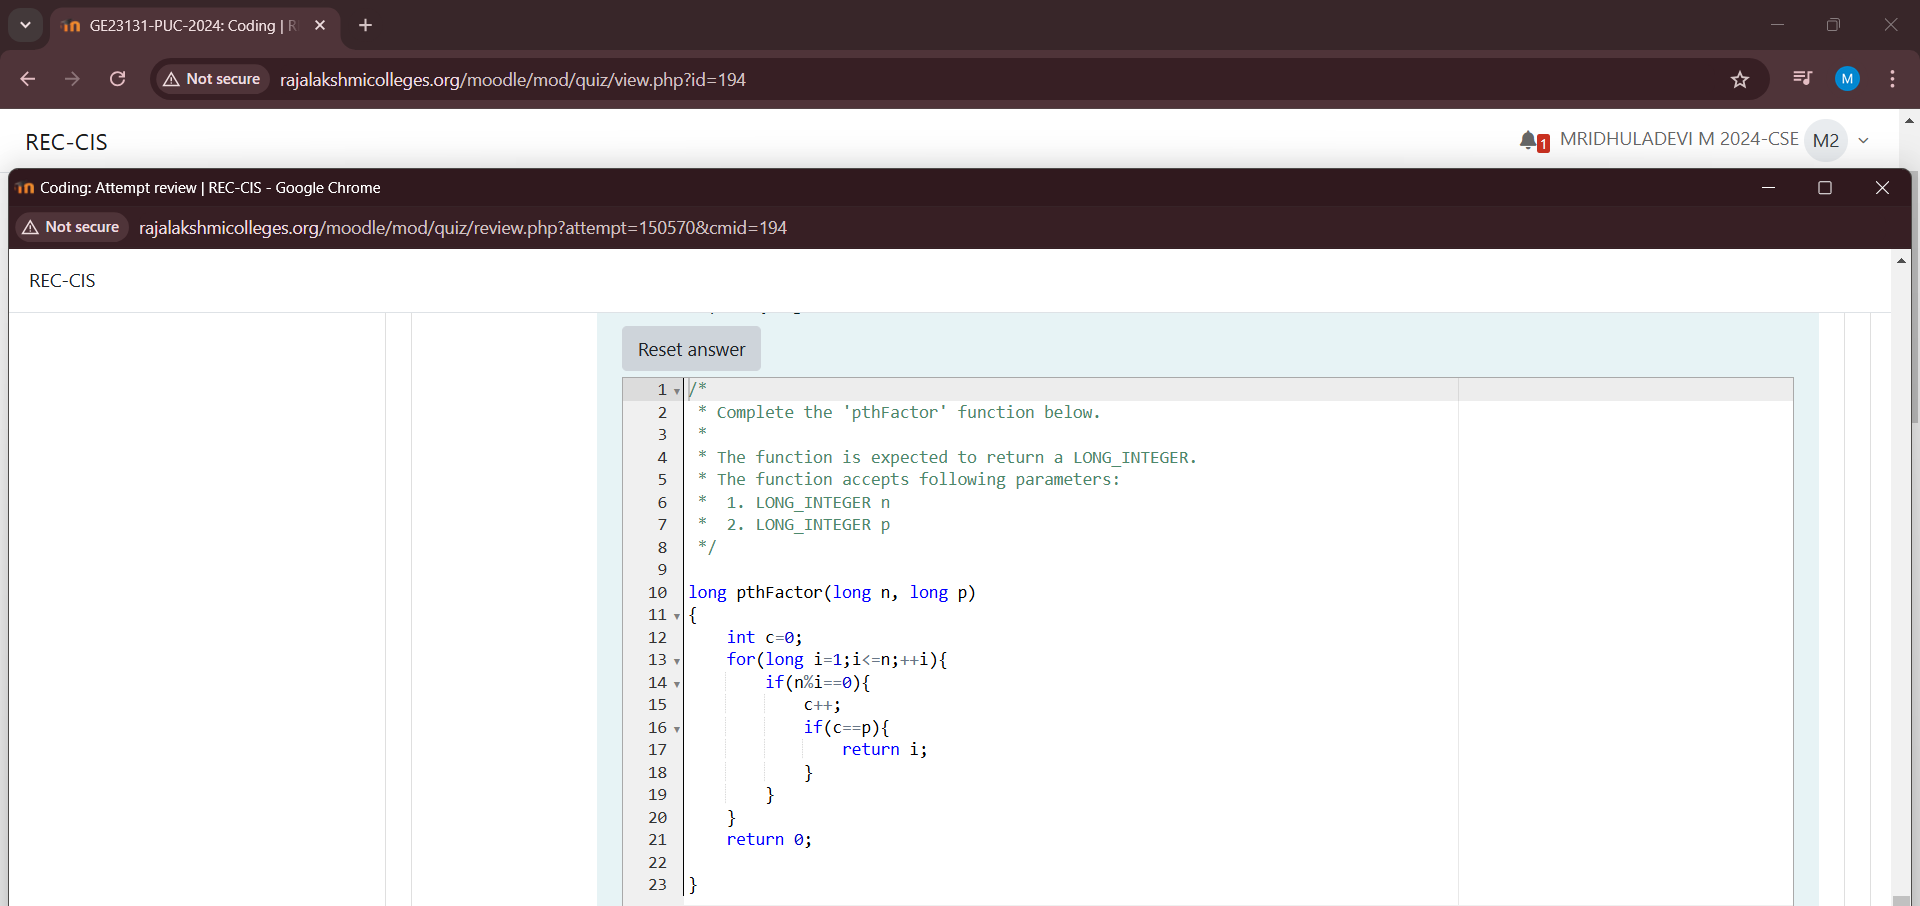 GE23131-PUC-2024: Coding | R
Not secure
rajalakshmicolleges.org/moodle/mod/quiz/view.php?id=194
M
REC-CIS
1
MRIDHULADEVI M 2024-CSE
M2
Coding: Attempt review | REC-CIS - Google Chrome
Not secure
rajalakshmicolleges.org/moodle/mod/quiz/review.php?attempt=150570&cmid=194
REC-CIS
Reset answer
1 /*
2  * Complete the 'pthFactor' function below.
3  *
4  * The function is expected to return a LONG_INTEGER.
5  * The function accepts following parameters:
6  *  1. LONG_INTEGER n
7  *  2. LONG_INTEGER p
8  */
9
10 long pthFactor(long n, long p)
11 {
12     int c=0;
13     for(long i=1;i<=n;++i){
14         if(n%i==0){
15             c++;
16             if(c==p){
17                 return i;
18             }
19         }
20     }
21     return 0;
22
23 }